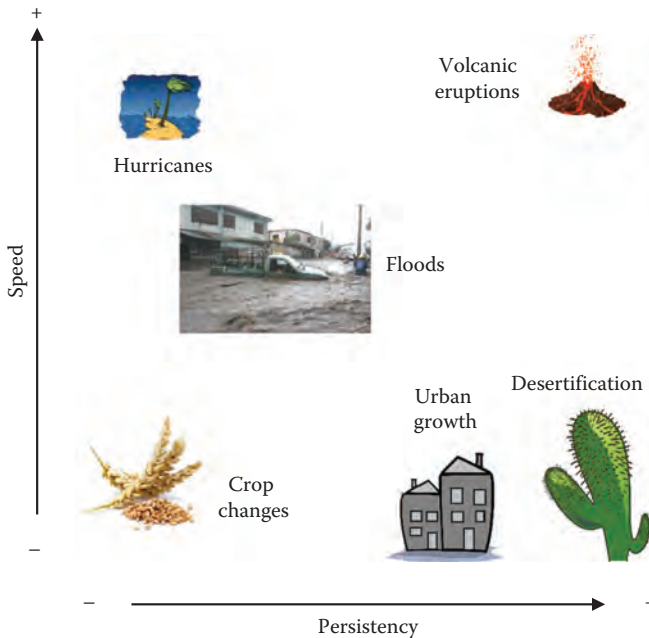 +
Volcanic
eruptions
Hurricanes
Speed
Floods
Desertification
Urban
growth
Crop
changes
–
–
Persistency